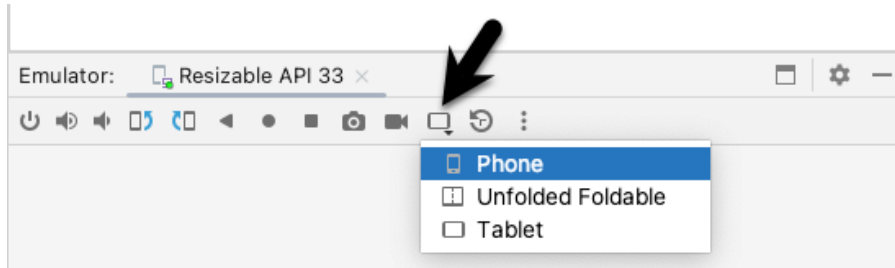 Emulator: Resizable API 33
Phone
Unfolded Foldable
Tablet